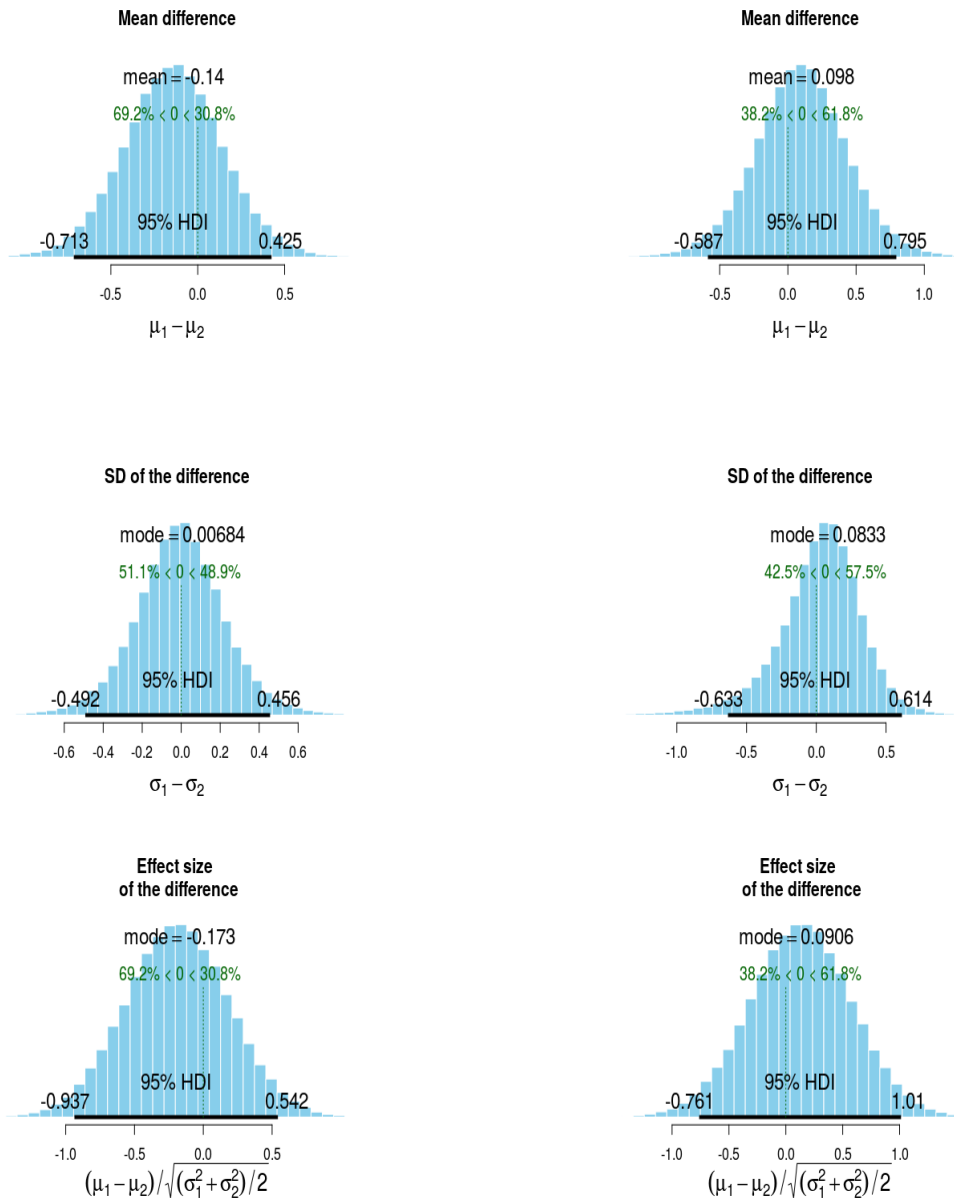 Mean difference
mean = -0.14
69.2% < 0 < 30.8%
95% HDI
-0.713 0.425
-0.5 0.0 0.5
μ1 − μ2
Mean difference
mean = 0.098
38.2% < 0 < 61.8%
95% HDI
-0.587 0.795
-0.5 0.0 0.5 1.0
μ1 − μ2
SD of the difference
mode = 0.00684
51.1% < 0 < 48.9%
95% HDI
-0.492 0.456
-0.6 -0.4 -0.2 0.0 0.2 0.4 0.6
σ1 − σ2
SD of the difference
mode = 0.0833
42.5% < 0 < 57.5%
95% HDI
-0.633 0.614
-1.0 -0.5 0.0 0.5
σ1 − σ2
Effect size
of the difference
mode = -0.173
69.2% < 0 < 30.8%
95% HDI
-0.937 0.542
-1.0 -0.5 0.0 0.5
(μ1 − μ2)/√(σ1² + σ2²)/2
Effect size
of the difference
mode = 0.0906
38.2% < 0 < 61.8%
95% HDI
-0.761 1.01
-1.0 -0.5 0.0 0.5 1.0
(μ1 − μ2)/√(σ1² + σ2²)/2